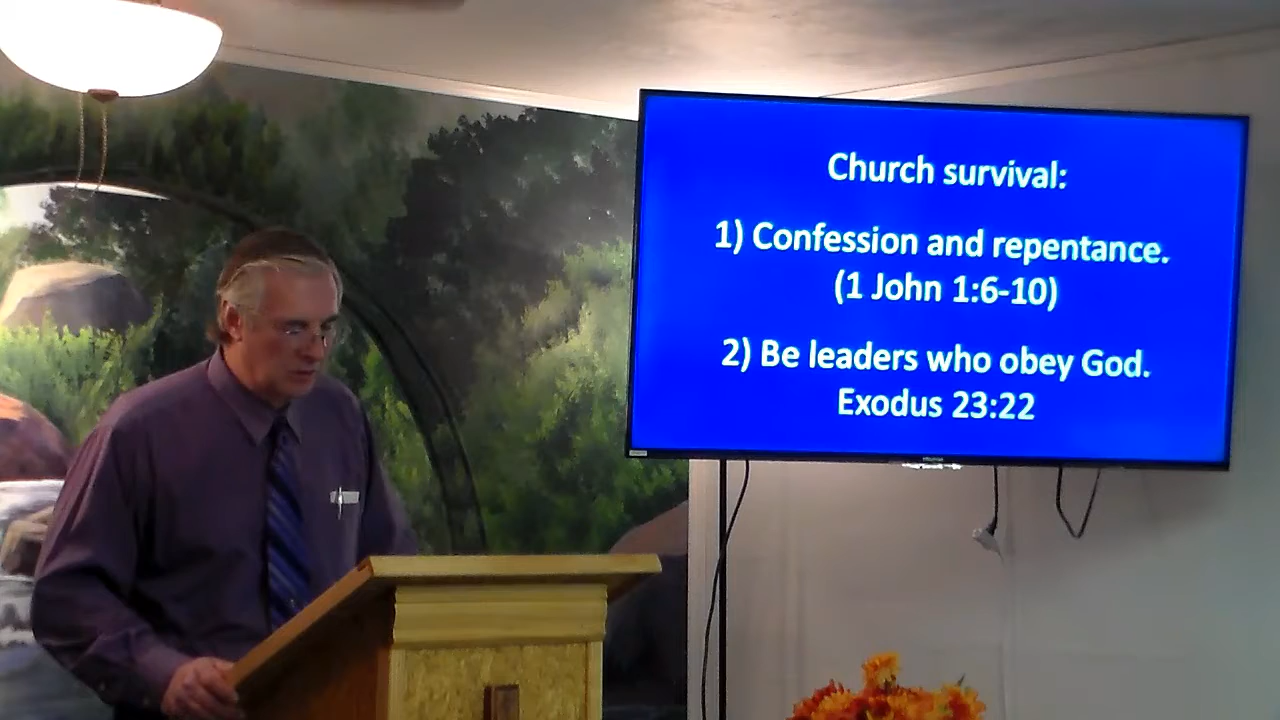 Church survival:
1) Confession and repentance.
(1 John 1:6-10)
2) Be leaders who obey God.
Exodus 23:22